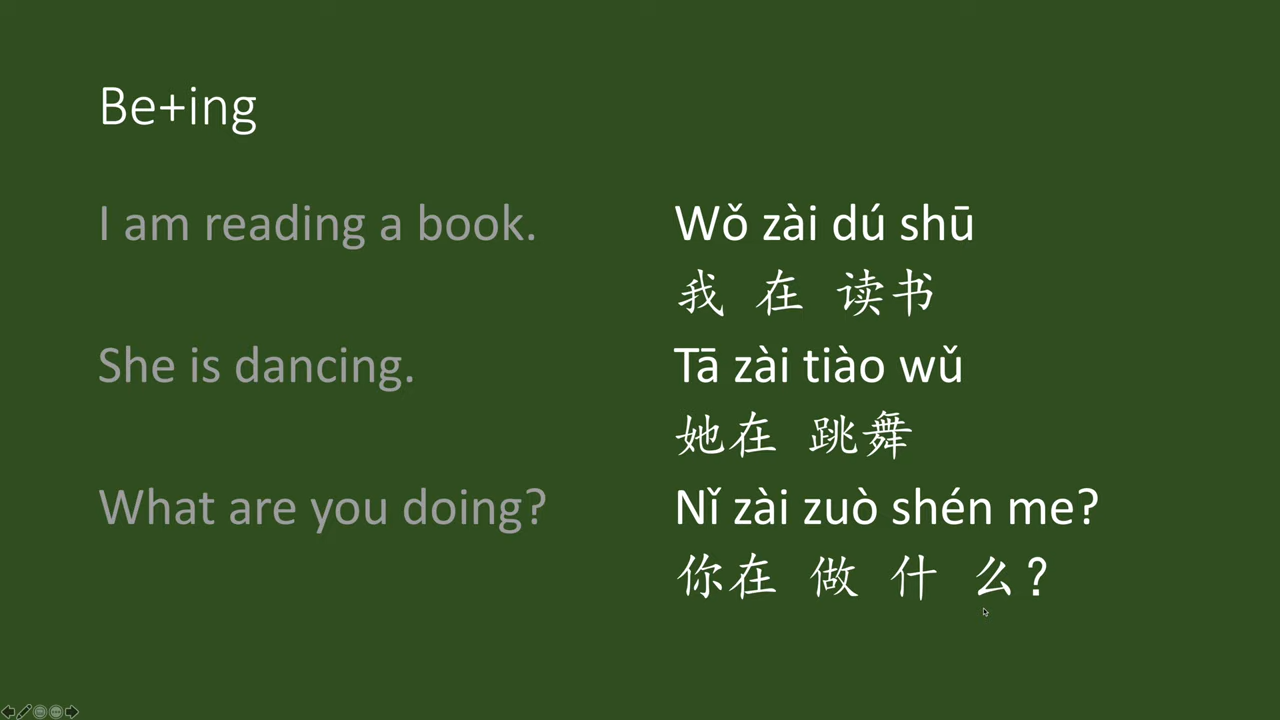 Be+ing
I am reading a book.
Wǒ zài dú shū
我 在 读书
She is dancing.
Tā zài tiào wǔ
她在 跳舞
What are you doing?
Nǐ zài zuò shén me?
你在 做 什 么?